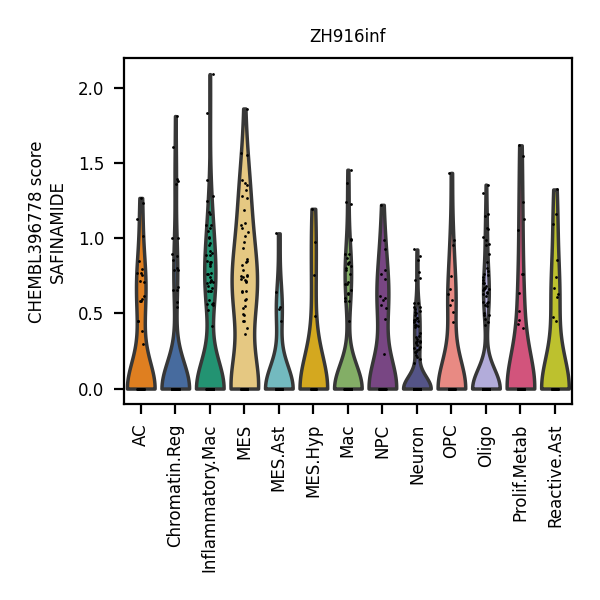 ZH916inf
CHEMBL396778 score
SAFINAMIDE
2.0
1.5
1.0
0.5
0.0
AC
Chromatin.Reg
Inflammatory.Mac
MES
MES.Ast
MES.Hyp
Mac
NPC
Neuron
OPC
Oligo
Prolif.Metab
Reactive.Ast